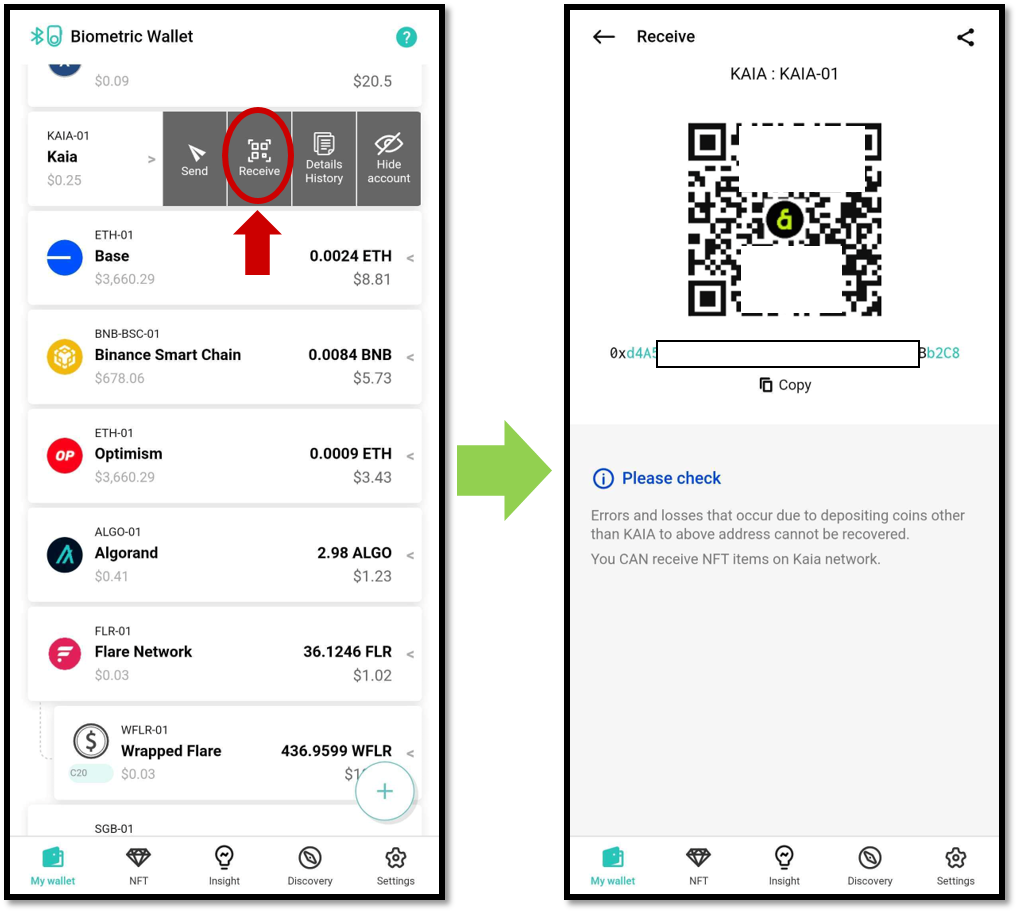 Biometric Wallet
?
$0.09
$20.5
KAIA-01
Kaia
$0.25
>
Send
Receive
Details
History
Hide
account
ETH-01
Base
0.0024 ETH
<
$3,660.29
$8.81
BNB-BSC-01
Binance Smart Chain
0.0084 BNB
<
$678.06
$5.73
ETH-01
OP
Optimism
0.0009 ETH
<
$3,660.29
$3.43
ALGO-01
Algorand
2.98 ALGO
<
$0.41
$1.23
FLR-01
Flare Network
36.1246 FLR
<
$0.03
$1.02
WFLR-01
$
Wrapped Flare
436.9599 WFLR
<
C20
$0.03
$1
+
SGB-01
My wallet
NFT
Insight
Discovery
Settings
Receive
KAIA : KAIA-01
0xd4A5
Bb2C8
Copy
Please check
Errors and losses that occur due to depositing coins other
than KAIA to above address cannot be recovered.
You CAN receive NFT items on Kaia network.
My wallet
NFT
Insight
Discovery
Settings